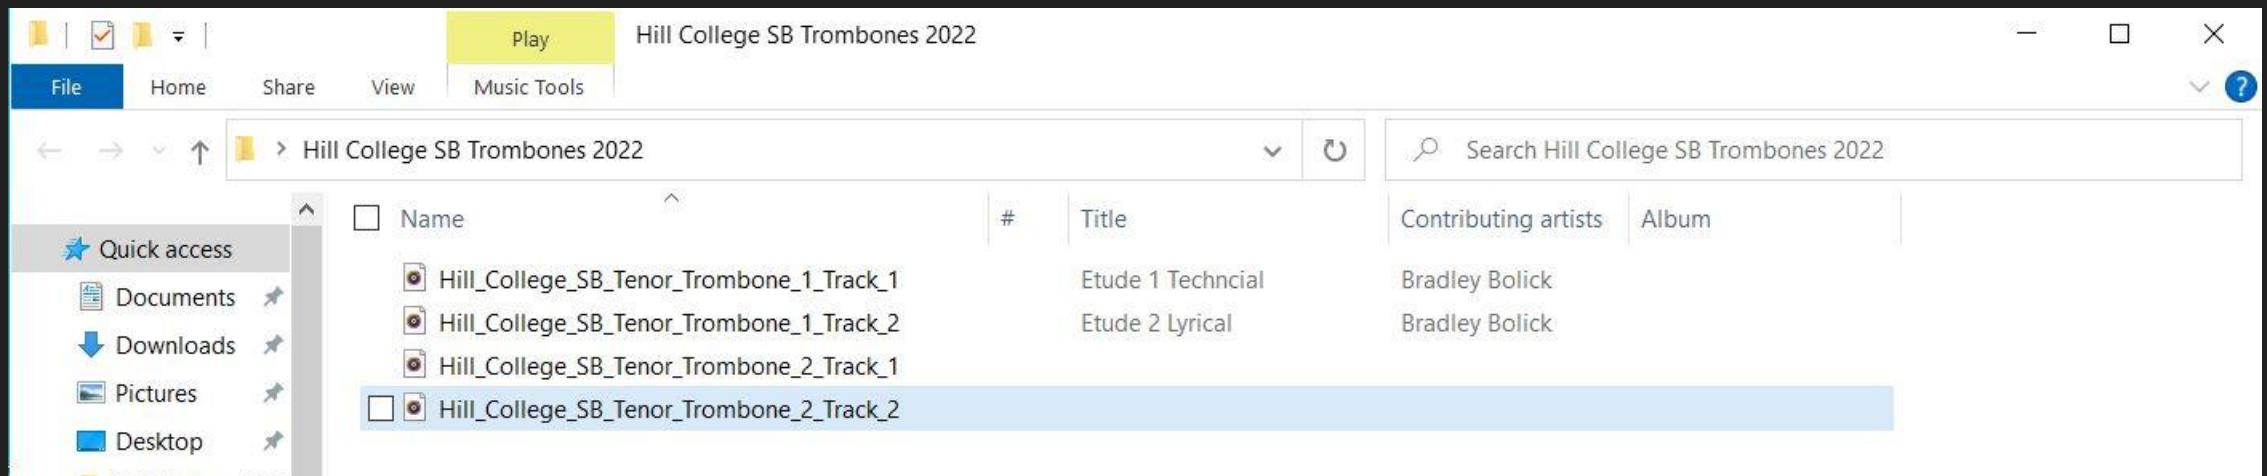 Play Hill College SB Trombones 2022
File Home Share View Music Tools
Hill College SB Trombones 2022 Search Hill College SB Trombones 2022
Name # Title Contributing artists Album
Quick access
Hill_College_SB_Tenor_Trombone_1_Track_1 Etude 1 Techncial Bradley Bolick
Documents
Hill_College_SB_Tenor_Trombone_1_Track_2 Etude 2 Lyrical Bradley Bolick
Downloads
Hill_College_SB_Tenor_Trombone_2_Track_1
Pictures
Hill_College_SB_Tenor_Trombone_2_Track_2
Desktop